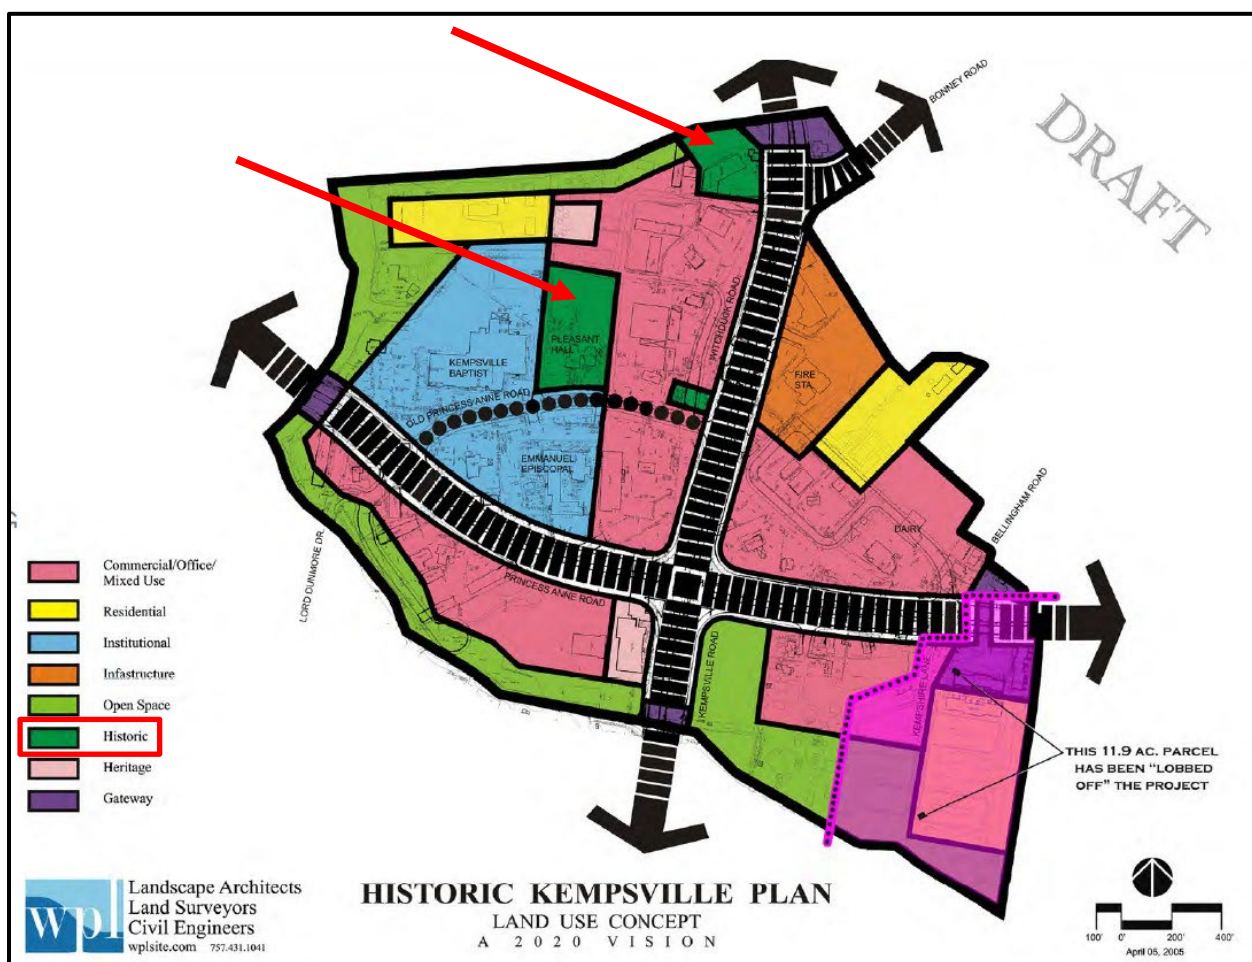 BONNEY ROAD
DRAFT
WITCHDUCK ROAD
PLEASANT
HALL
KEMPSVILLE
BAPTIST
FIRE
STA.
OLD PRINCESS ANNE ROAD
EMMANUEL
EPISCOPAL
BELLINGHAM ROAD
DAIRY
LORD DUNMORE DR.
PRINCESS ANNE ROAD
KEMPSVILLE ROAD
KEMPSHIRE LANE
THIS 11.9 AC. PARCEL
HAS BEEN "LOBBED
OFF" THE PROJECT
Commercial/Office/
Mixed Use
Residential
Institutional
Infastructure
Open Space
Historic
Heritage
Gateway
wpl
Landscape Architects
Land Surveyors
Civil Engineers
wplsite.com 757.431.1041
HISTORIC KEMPSVILLE PLAN
LAND USE CONCEPT
A 2020 VISION
100' 0' 200' 400'
April 05, 2005